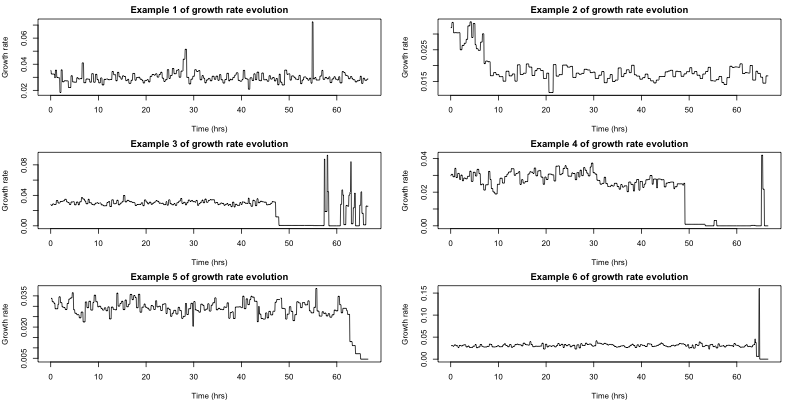 Example 1 of growth rate evolution
Growth rate
0.02 0.04 0.06
0 10 20 30 40 50 60
Time (hrs)
Example 2 of growth rate evolution
Growth rate
0.015 0.025
0 10 20 30 40 50 60
Time (hrs)
Example 3 of growth rate evolution
Growth rate
0.00 0.04 0.08
0 10 20 30 40 50 60
Time (hrs)
Example 4 of growth rate evolution
Growth rate
0.00 0.02 0.04
0 10 20 30 40 50 60
Time (hrs)
Example 5 of growth rate evolution
Growth rate
0.005 0.015 0.025 0.035
0 10 20 30 40 50 60
Time (hrs)
Example 6 of growth rate evolution
Growth rate
0.00 0.05 0.10 0.15
0 10 20 30 40 50 60
Time (hrs)